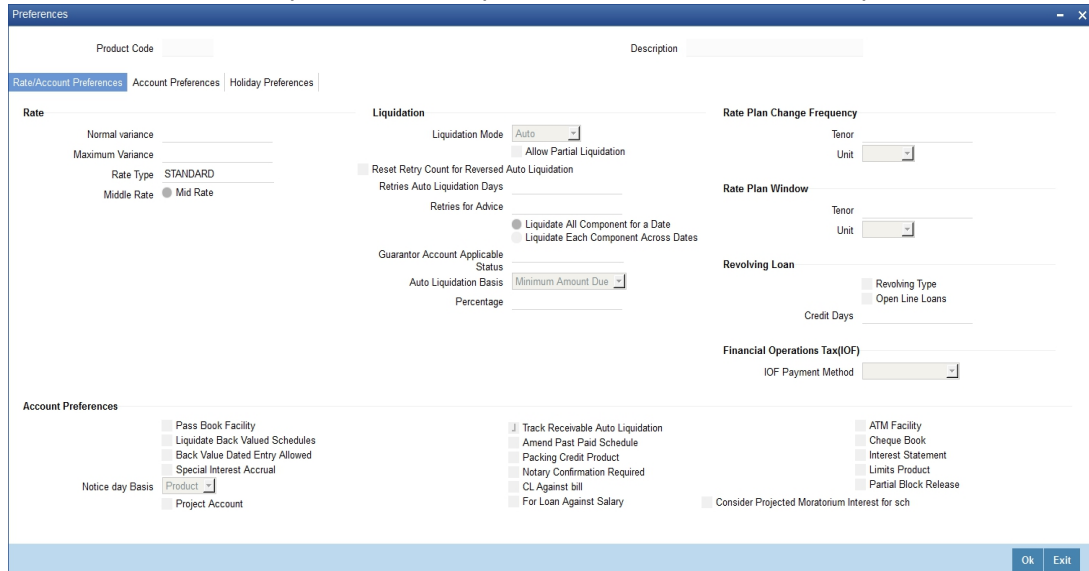 Preferences
Product Code
Description
Rate/Account Preferences Account Preferences Holiday Preferences
Rate
Normal variance
Maximum Variance
Rate Type STANDARD
Middle Rate Mid Rate
Liquidation
Liquidation Mode Auto
Allow Partial Liquidation
Reset Retry Count for Reversed Auto Liquidation
Retries Auto Liquidation Days
Retries for Advice
Liquidate All Component for a Date
Liquidate Each Component Across Dates
Guarantor Account Applicable
Status
Auto Liquidation Basis Minimum Amount Due
Percentage
Rate Plan Change Frequency
Tenor
Unit
Rate Plan Window
Tenor
Unit
Revolving Loan
Revolving Type
Open Line Loans
Credit Days
Financial Operations Tax(IOF)
IOF Payment Method
Account Preferences
Pass Book Facility
Liquidate Back Valued Schedules
Back Value Dated Entry Allowed
Special Interest Accrual
Notice day Basis Product
Project Account
Track Receivable Auto Liquidation
Amend Past Paid Schedule
Packing Credit Product
Notary Confirmation Required
CL Against bill
For Loan Against Salary
ATM Facility
Cheque Book
Interest Statement
Limits Product
Partial Block Release
Consider Projected Moratorium Interest for sch
Ok Exit